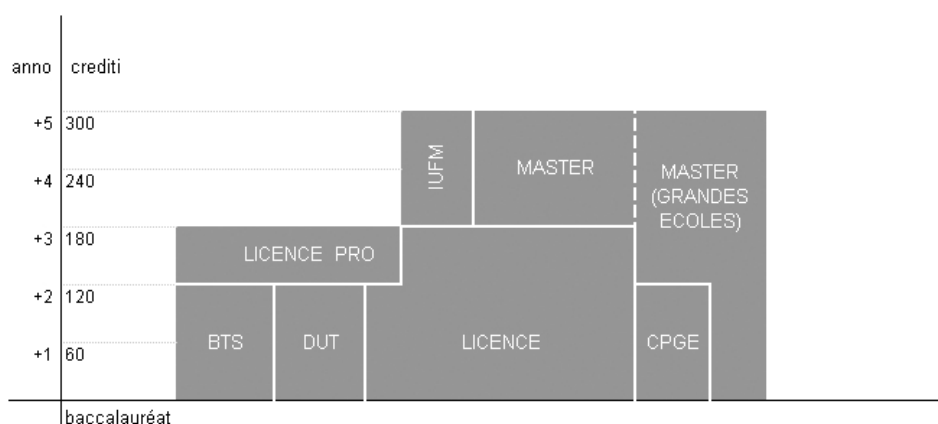 anno crediti
+5 300
+4 240
+3 180
+2 120
+1 60
baccalauréat
IUFM
MASTER
MASTER
(GRANDES
ECOLES)
LICENCE PRO
BTS
DUT
LICENCE
CPGE